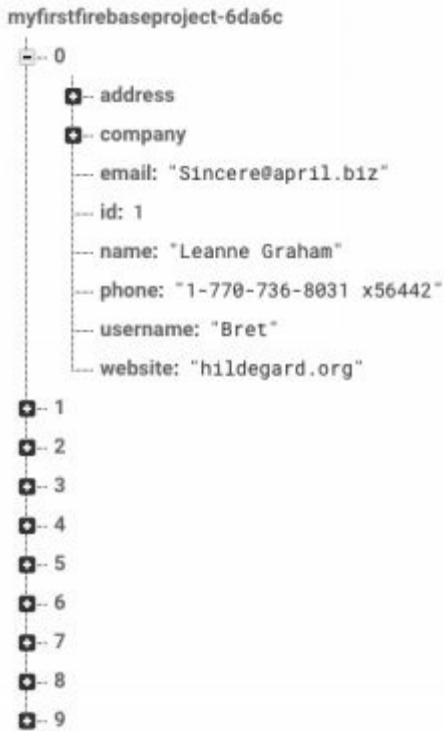 myfirstfirebaseproject-6da6c
0
address
company
email: "Sincere@april.biz"
id: 1
name: "Leanne Graham"
phone: "1-770-736-8031 x56442"
username: "Bret"
website: "hildegard.org"
1
2
3
4
5
6
7
8
9